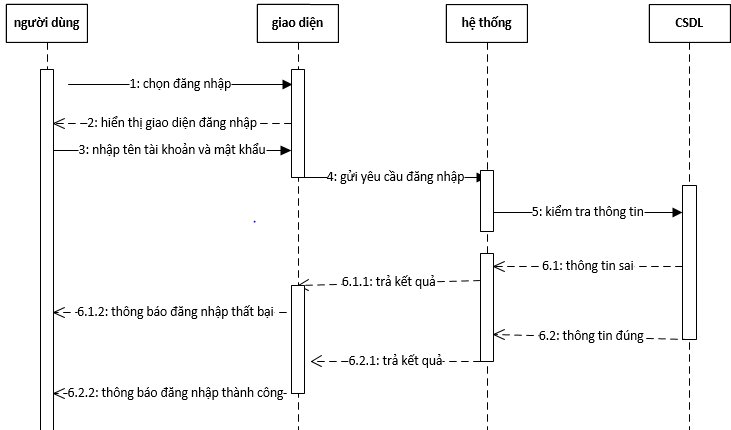 người dùng
giao diện
hệ thống
CSDL
1: chọn đăng nhập
2: hiển thị giao diện đăng nhập
3: nhập tên tài khoản và mật khẩu
4: gửi yêu cầu đăng nhập
5: kiểm tra thông tin
6.1: thông tin sai
6.1.1: trả kết quả
6.1.2: thông báo đăng nhập thất bại
6.2: thông tin đúng
6.2.1: trả kết quả
6.2.2: thông báo đăng nhập thành công